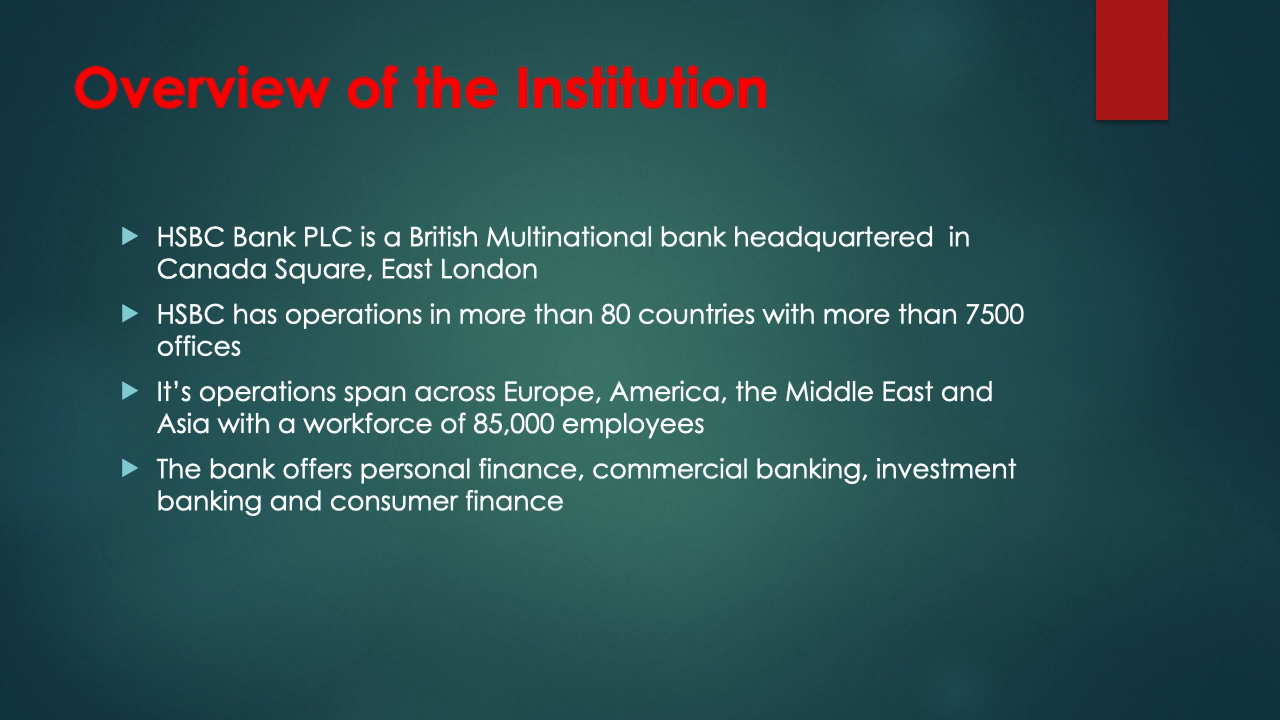 Overview of the Institution
HSBC Bank PLC is a British Multinational bank headquartered  in
Canada Square, East London
HSBC has operations in more than 80 countries with more than 7500
offices
It’s operations span across Europe, America, the Middle East and
Asia with a workforce of 85,000 employees
The bank offers personal finance, commercial banking, investment
banking and consumer finance